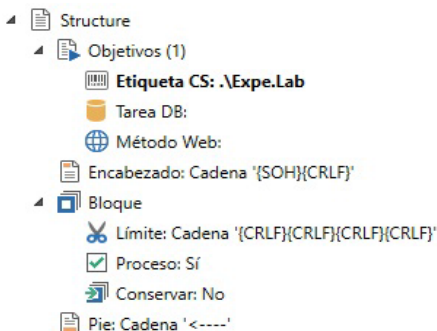 Structure
Objetivos (1)
Etiqueta CS: .\Expe.Lab
Tarea DB:
Método Web:
Encabezado: Cadena '{SOH}{CRLF}'
Bloque
Límite: Cadena '{CRLF}{CRLF}{CRLF}{CRLF}'
Proceso: Sí
Conservar: No
Pie: Cadena '<----'